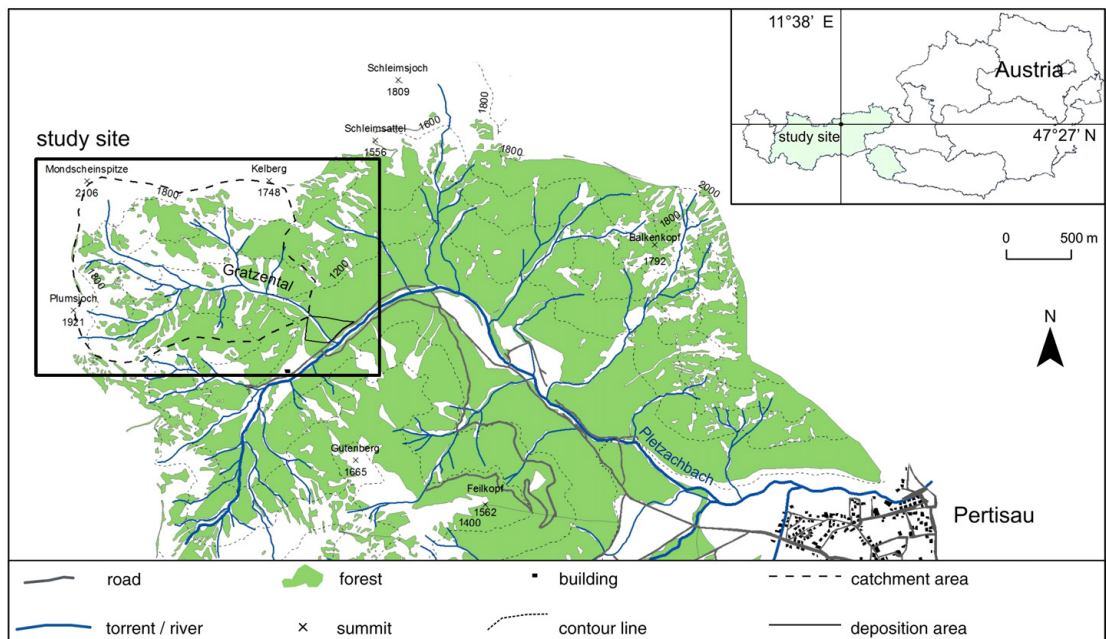 11°38’ E
Austria
study site
47°27’ N
0 500 m
N
study site
Schleimsjoch
1809
1800
1600
Schleimsattel
1556
1800
Mondscheinspitze
2106
1800
Kelberg
1748
2000
1800
Balkenkopf
1792
Gratzental
1200
1800
Plumsjoch
1921
Gütenberg
1665
Feilkopf
1562
1400
Pletzachbach
Pertisau
road
forest
building
catchment area
torrent / river
summit
contour line
deposition area